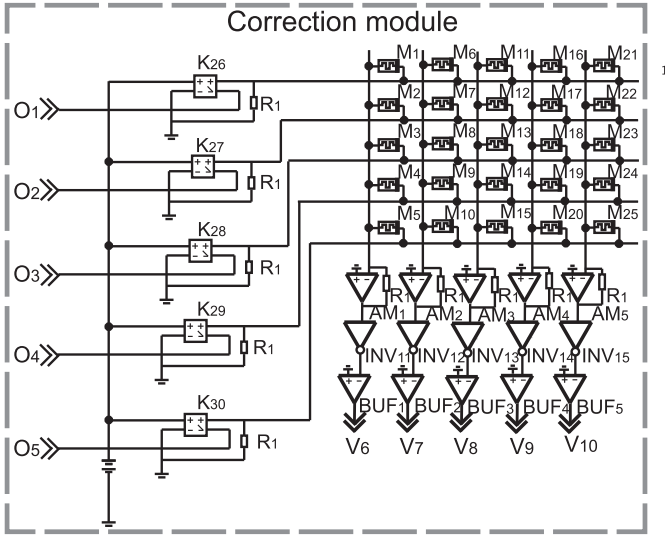 Correction module
M1 M6 M11 M16 M21
K26
R1
O1
M2 M7 M12 M17 M22
K27
R1
O2
M3 M8 M13 M18 M23
M4 M9 M14 M19 M24
K28
R1
O3
M5 M10 M15 M20 M25
K29
R1
O4
R1 R1 R1 R1 R1
AM1 AM2 AM3 AM4 AM5
INV11 INV12 INV13 INV14 INV15
K30
R1
O5
BUF1 BUF2 BUF3 BUF4 BUF5
V6 V7 V8 V9 V10